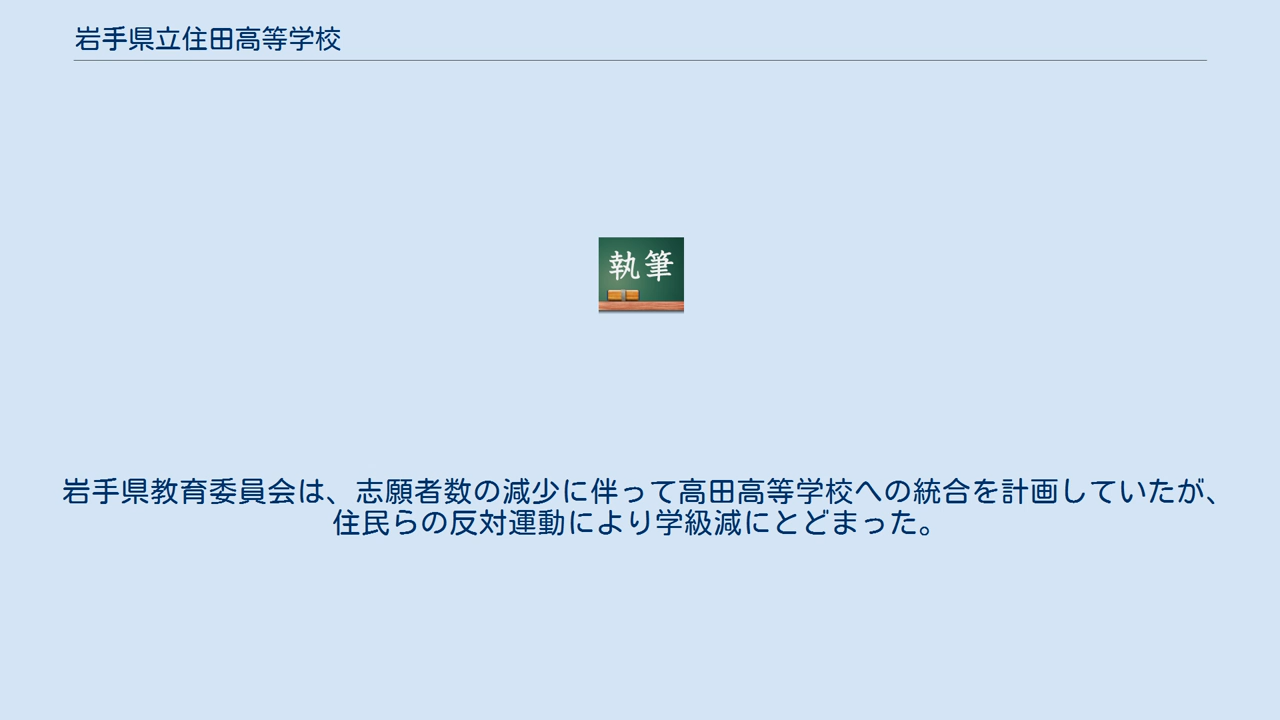 岩手県立住田高等学校
執筆
岩手県教育委員会は、志願者数の減少に伴って高田高等学校への統合を計画していたが、
住民らの反対運動により学級減にとどまった。